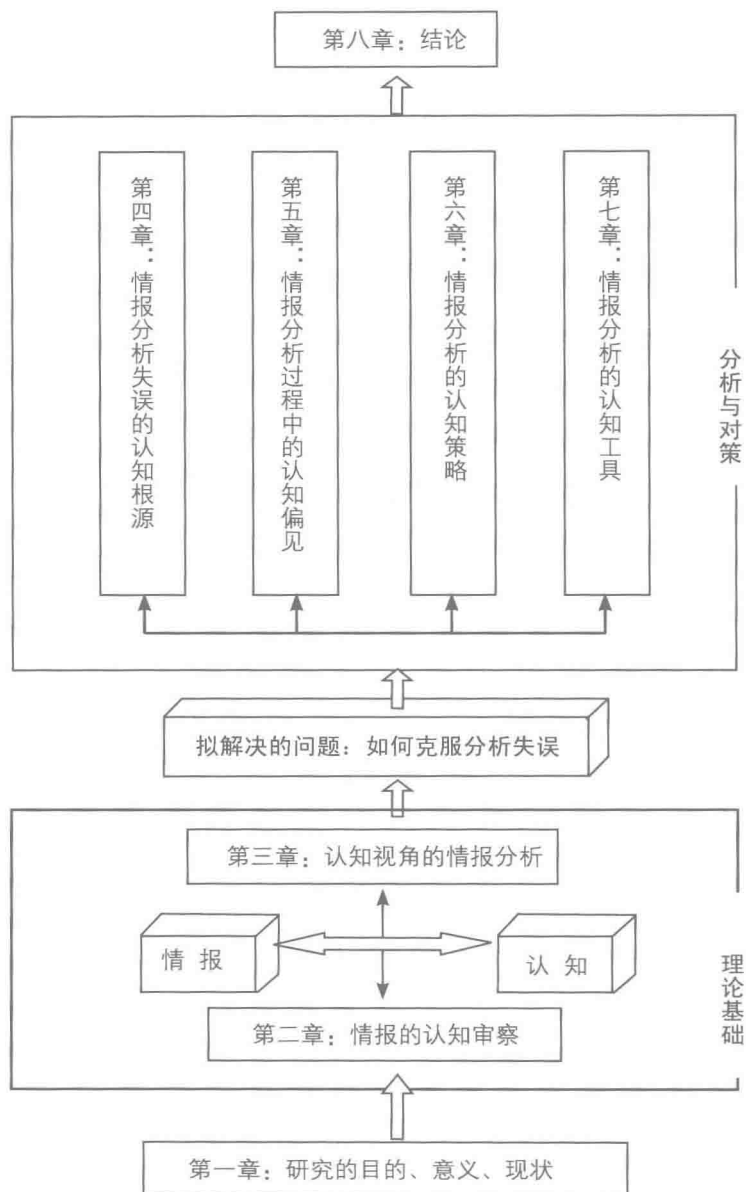 第八章：结论
第四章：情报分析失误的认知根源
第五章：情报分析过程中的认知偏见
第六章：情报分析的认知策略
第七章：情报分析的认知工具
分析与对策
拟解决的问题：如何克服分析失误
第三章：认知视角的情报分析
情 报
认 知
理论基础
第二章：情报的认知审察
第一章：研究的目的、意义、现状